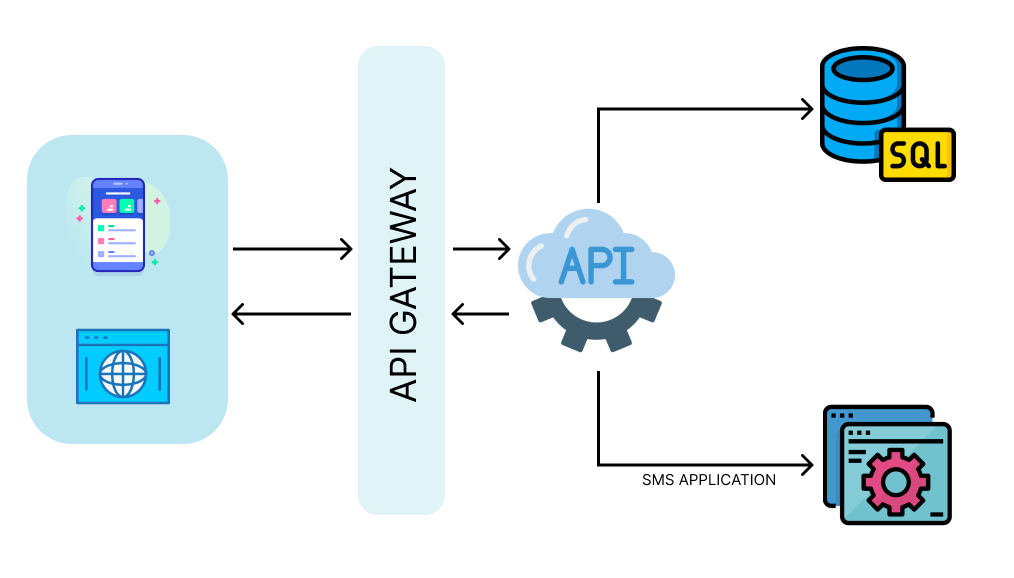 API GATEWAY
API
SQL
SMS APPLICATION